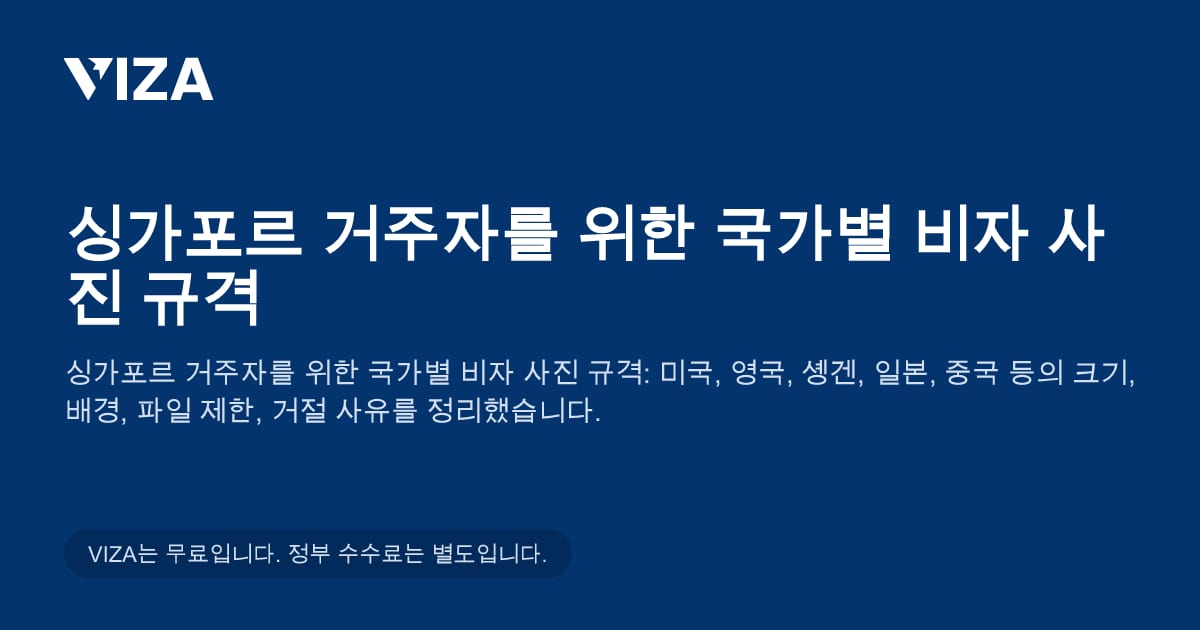 VIZA
싱가포르 거주자를 위한 국가별 비자 사
진 규격
싱가포르 거주자를 위한 국가별 비자 사진 규격: 미국, 영국, 솅겐, 일본, 중국 등의 크기,
배경, 파일 제한, 거절 사유를 정리했습니다.
VIZA는 무료입니다. 정부 수수료는 별도입니다.